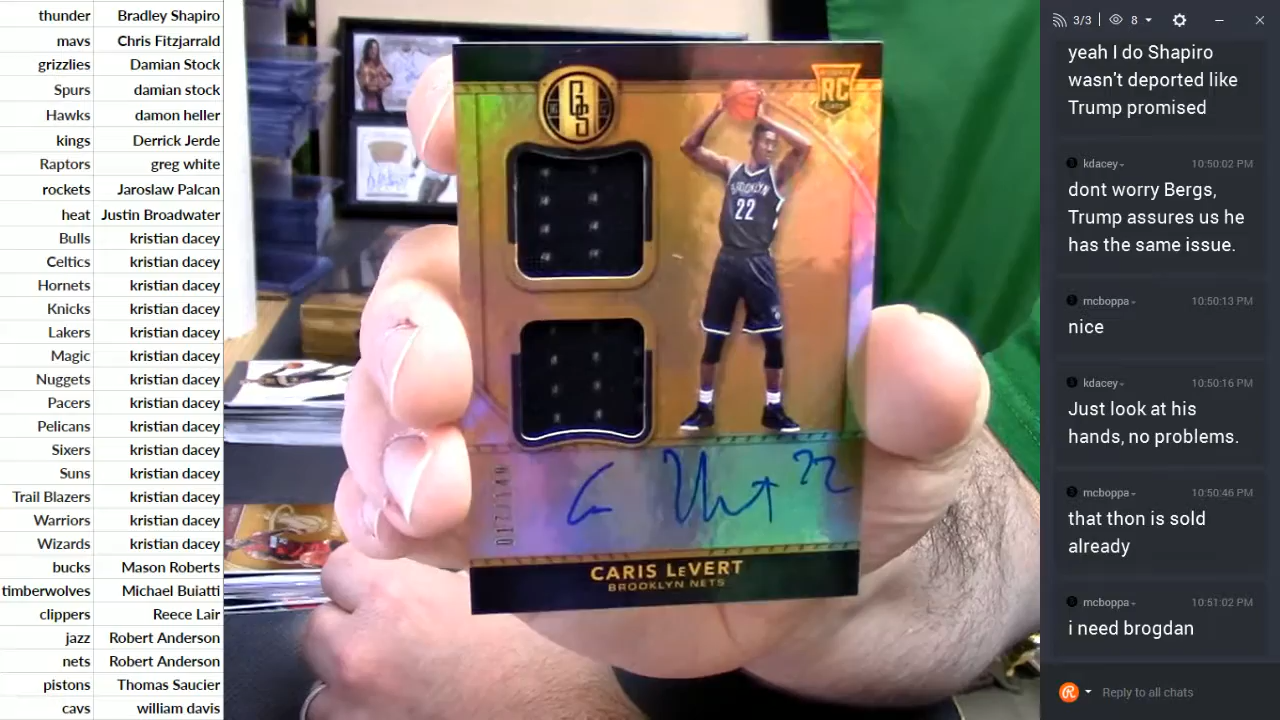 thunder Bradley Shapiro
mavs Chris Fitzjarrald
grizzlies Damian Stock
Spurs damian stock
Hawks damon heller
kings Derrick Jerde
Raptors greg white
rockets Jaroslaw Palcan
heat Justin Broadwater
Bulls kristian dacey
Celtics kristian dacey
Hornets kristian dacey
Knicks kristian dacey
Lakers kristian dacey
Magic kristian dacey
Nuggets kristian dacey
Pacers kristian dacey
Pelicans kristian dacey
Sixers kristian dacey
Suns kristian dacey
Trail Blazers kristian dacey
Warriors kristian dacey
Wizards kristian dacey
bucks Mason Roberts
timberwolves Michael Buiatti
clippers Reece Lair
jazz Robert Anderson
nets Robert Anderson
pistons Thomas Saucier
cavs william davis
GS
RC
BROOKLYN
22
22
017/149
CARIS LEVERT
BROOKLYN NETS
3/3 8
yeah I do Shapiro
wasn't deported like
Trump promised
kdacey 10:50:02 PM
dont worry Bergs,
Trump assures us he
has the same issue.
mcboppa 10:50:13 PM
nice
kdacey 10:50:16 PM
Just look at his
hands, no problems.
mcboppa 10:50:46 PM
that thon is sold
already
mcboppa 10:51:02 PM
i need brogdan
Reply to all chats